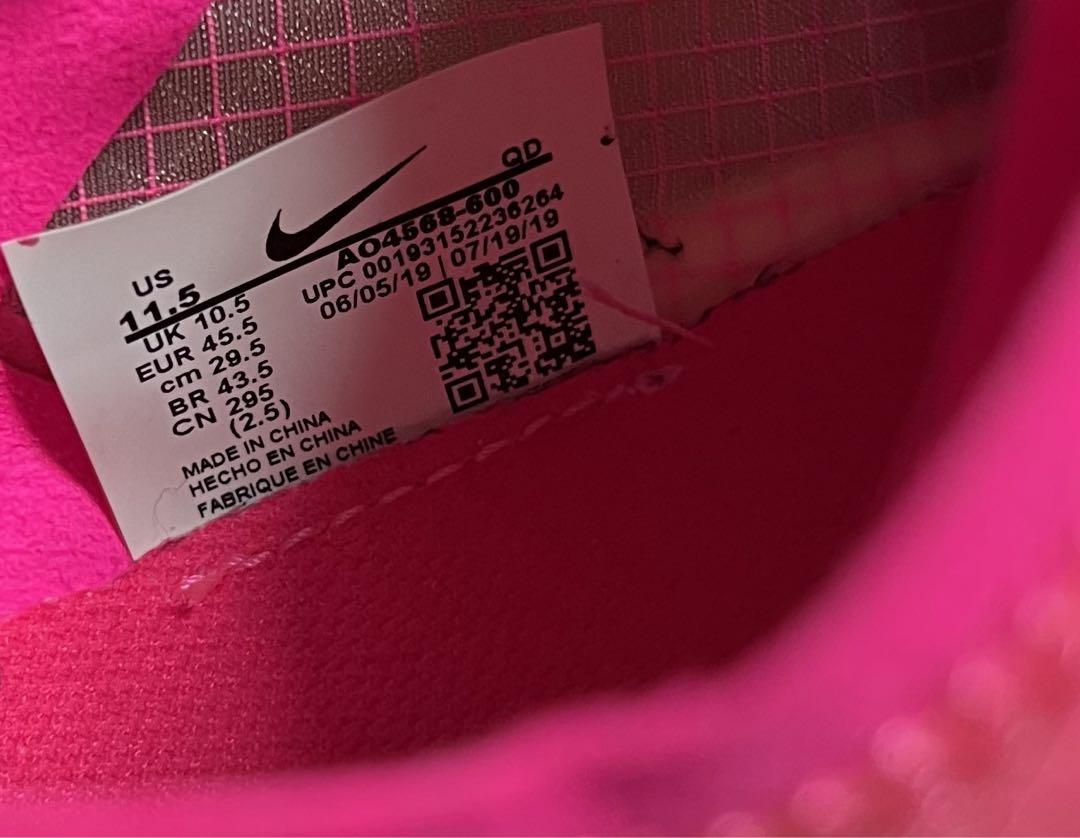 QD
US
11.5
AO4568-600
UPC 00193152236264
06/05/19 | 07/19/19
UK 10.5
EUR 45.5
cm 29.5
BR 43.5
CN 295
(2.5)
MADE IN CHINA
HECHO EN CHINA
FABRIQUE EN CHINE